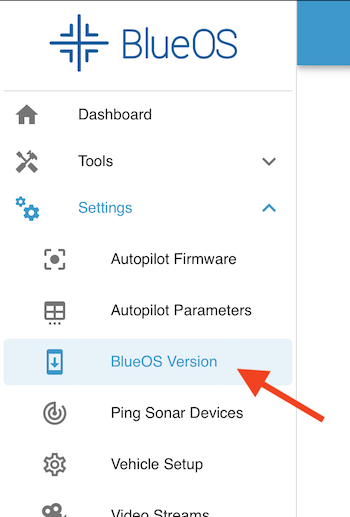 BlueOS
Dashboard
Tools
Settings
Autopilot Firmware
Autopilot Parameters
BlueOS Version
Ping Sonar Devices
Vehicle Setup
Video Streams